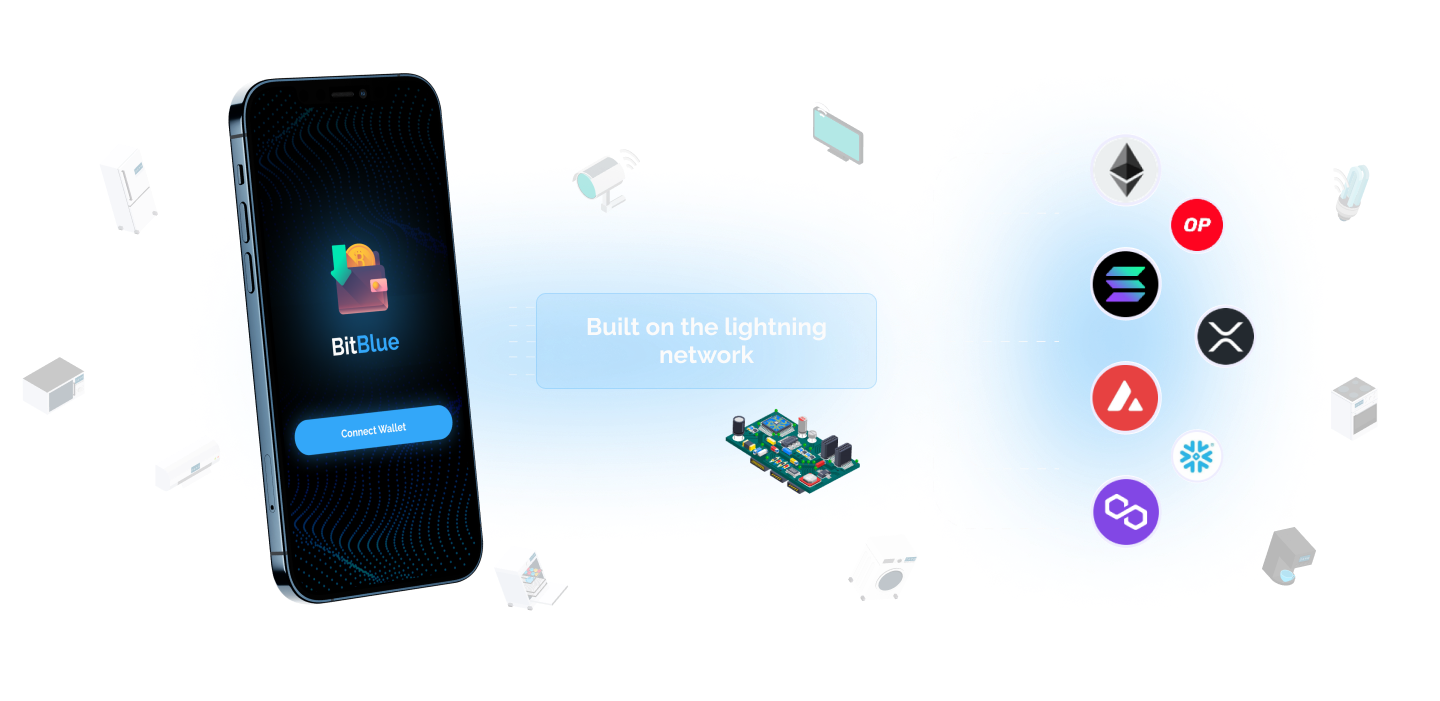 BitBlue
Connect Wallet
Built on the lightning
network
OP